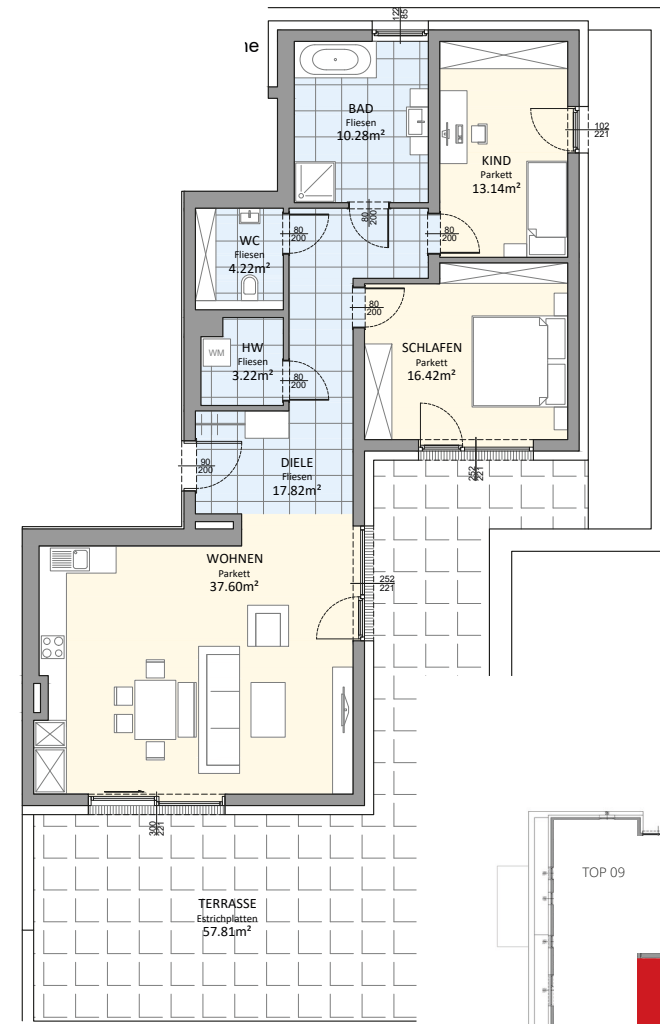 ne
122
85
BAD
Fliesen
10.28m²
KIND
Parkett
13.14m²
102
221
WC
Fliesen
4.22m²
80
200
80
200
80
200
HW
Fliesen
3.22m²
WM
80
200
80
200
SCHLAFEN
Parkett
16.42m²
90
200
DIELE
Fliesen
17.82m²
252
221
WOHNEN
Parkett
37.60m²
252
221
300
221
TERRASSE
Estrichplatten
57.81m²
TOP 09